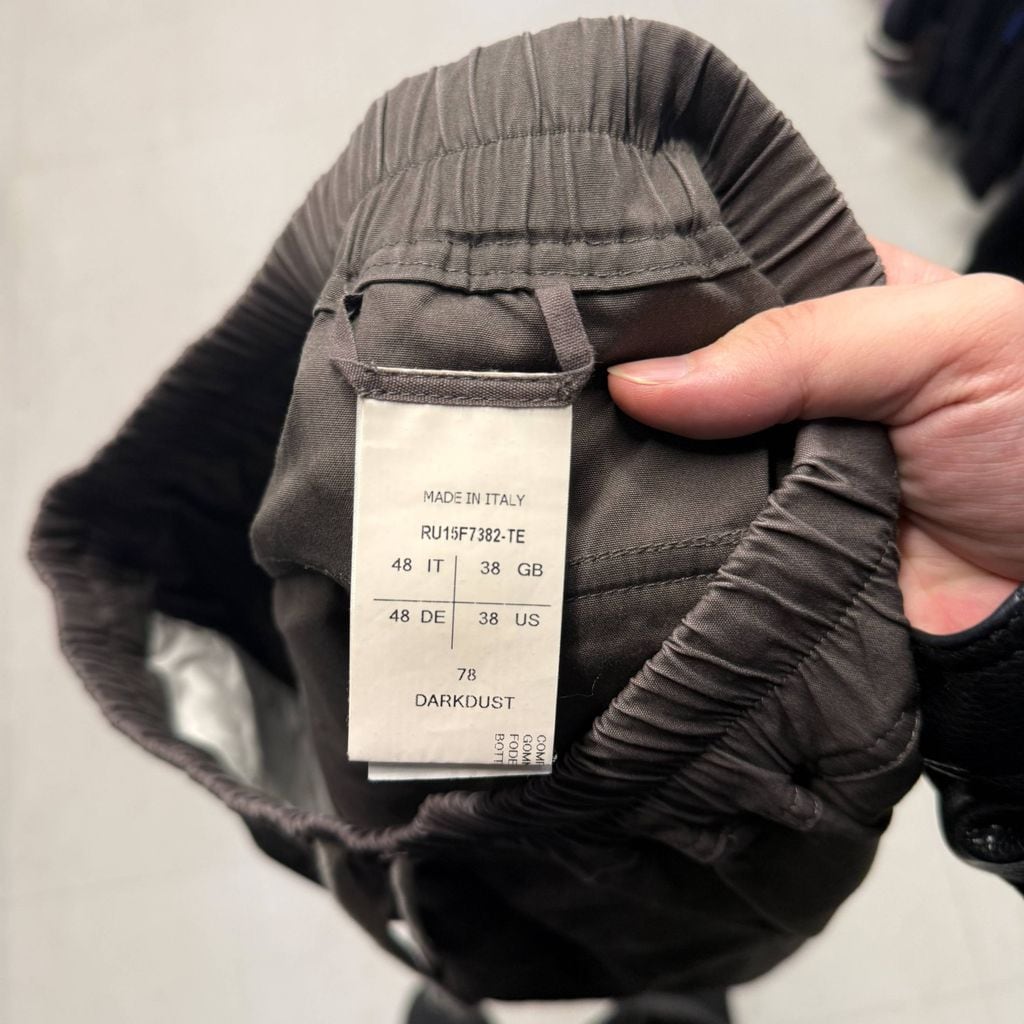 MADE IN ITALY
RU15F7382-TE
48 IT 38 GB
48 DE 38 US
78
DARKDUST